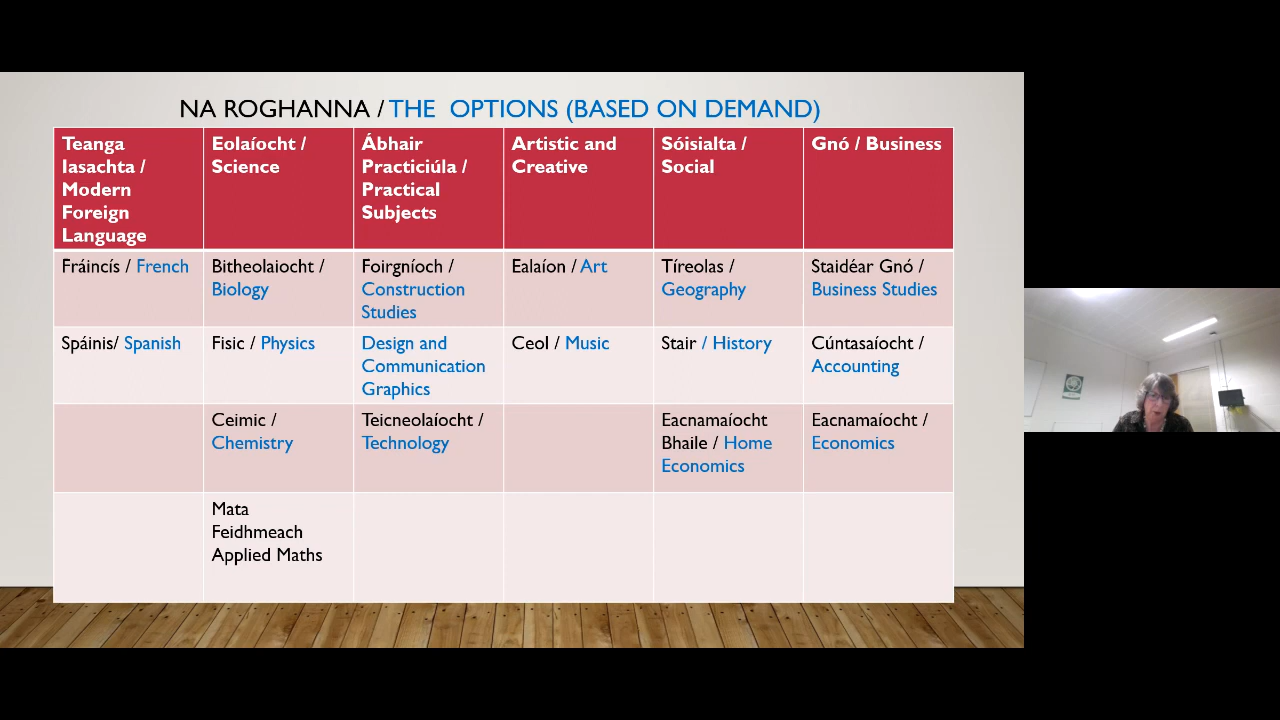 NA ROGHANNA / THE OPTIONS (BASED ON DEMAND)
Teanga
Iasachta /
Modern
Foreign
Language
Eolaíocht /
Science
Ábhair
Practiciúla /
Practical
Subjects
Artistic and
Creative
Sóisialta /
Social
Gnó / Business
Fráincís / French
Bitheolaiocht /
Biology
Foirgníoch /
Construction
Studies
Ealaíon / Art
Tíreolas /
Geography
Staidéar Gnó /
Business Studies
Spáinis/ Spanish
Fisic / Physics
Design and
Communication
Graphics
Ceol / Music
Stair / History
Cúntasaíocht /
Accounting
Ceimic /
Chemistry
Teicneolaíocht /
Technology
Eacnamaíocht
Bhaile / Home
Economics
Eacnamaíocht /
Economics
Mata
Feidhmeach
Applied Maths